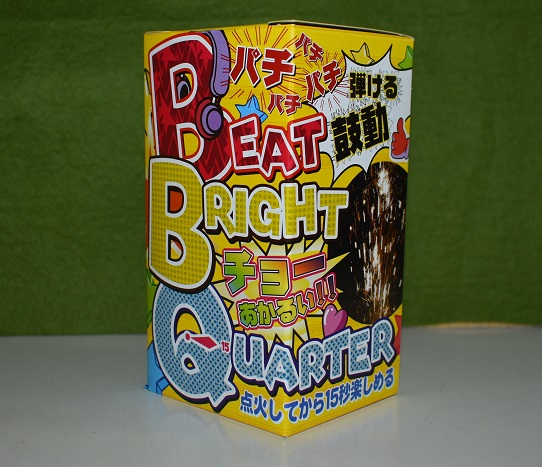 パチ
パチ
パチ
パチ
弾ける
鼓動
BEAT
BRIGHT
チョー
あかるい!!
15
QUARTER
点火してから15秒楽しめる